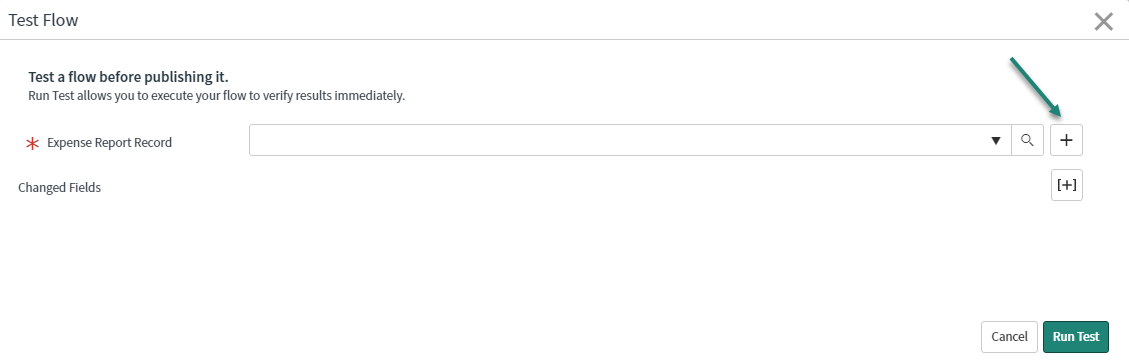 Test Flow
Test a flow before publishing it.
Run Test allows you to execute your flow to verify results immediately.
Expense Report Record
Changed Fields
[+]
Cancel Run Test